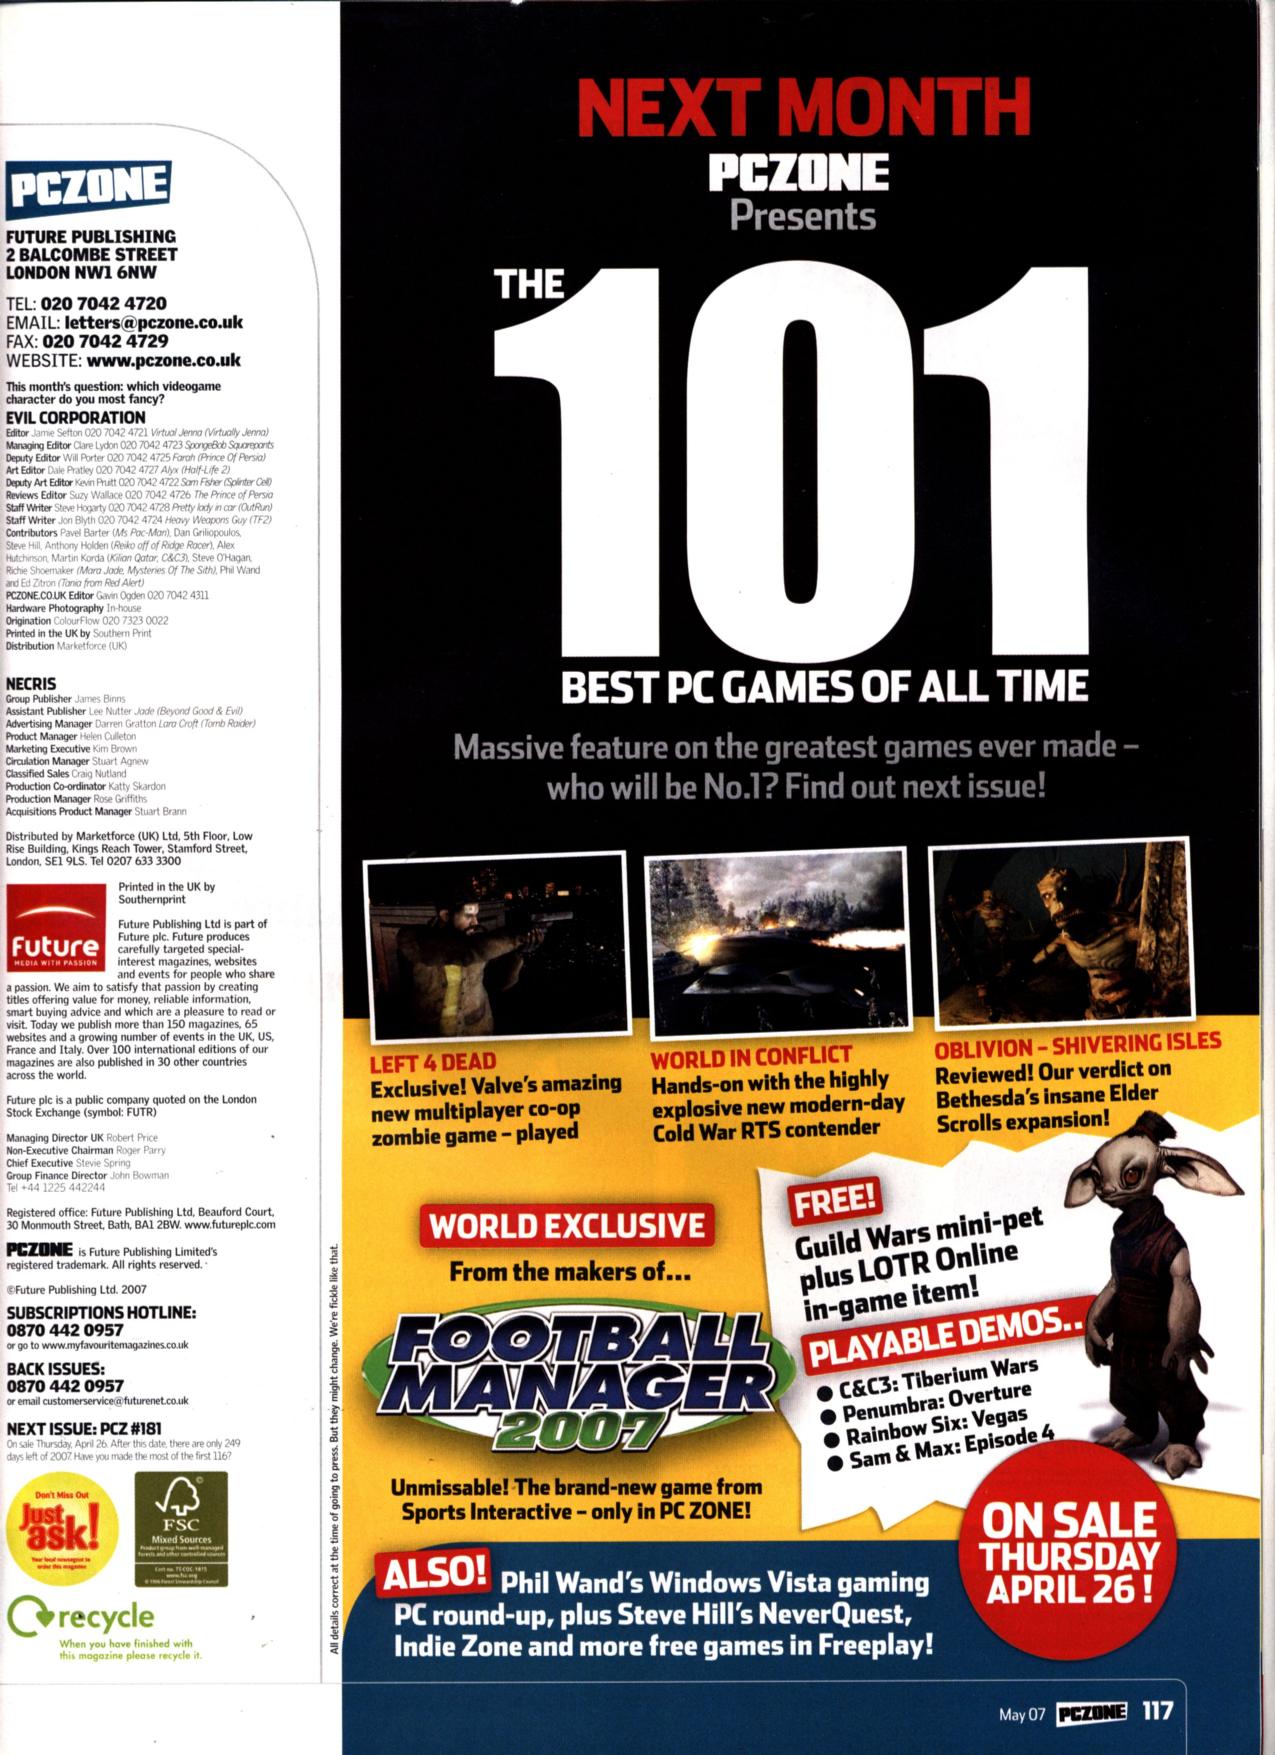 PCZONE
FUTURE PUBLISHING
2 BALCOMBE STREET
LONDON NW1 6NW
TEL: 020 7042 4720
EMAIL: letters@pczone.co.uk
FAX: 020 7042 4729
WEBSITE: www.pczone.co.uk
This month's question: which videogame
character do you most fancy?
EVIL CORPORATION
Editor Jamie Sefton 020 7042 4721 Virtual Jenna (Virtually Jenna)
Managing Editor Clare Lydon 020 7042 4723 SpongeBob Squarepants
Deputy Editor Will Porter 020 7042 4725 Farah (Prince Of Persia)
Art Editor Dale Pratley 020 7042 4727 Alyx (Half-Life 2)
Deputy Art Editor Kevin Pruitt 020 7042 4722 Sam Fisher (Splinter Cell)
Reviews Editor Suzy Wallace 020 7042 4726 The Prince of Persia
Staff Writer Steve Hogarty 020 7042 4728 Pretty lady in car (OutRun)
Staff Writer Jon Blyth 020 7042 4724 Heavy Weapons Guy (TF2)
Contributors Pavel Barter (Ms Pac-Man), Dan Griliopoulos,
Steve Hill, Anthony Holden (Reiko off of Ridge Racer), Alex
Hutchinson, Martin Korda (Kilian Qatar, C&C3), Steve O'Hagan,
Richie Shoemaker (Mara Jade, Mysteries Of The Sith), Phil Wand
and Ed Zitron (Tania from Red Alert)
PCZONE.CO.UK Editor Gavin Ogden 020 7042 4311
Hardware Photography In-house
Origination ColourFlow 020 7323 0022
Printed in the UK by Southern Print
Distribution Marketforce (UK)
NECRIS
Group Publisher James Binns
Assistant Publisher Lee Nutter Jade (Beyond Good & Evil)
Advertising Manager Darren Gratton Lara Croft (Tomb Raider)
Product Manager Helen Culleton
Marketing Executive Kim Brown
Circulation Manager Stuart Agnew
Classified Sales Craig Nutland
Production Co-ordinator Katty Skardon
Production Manager Rose Griffiths
Acquisitions Product Manager Stuart Brann
Distributed by Marketforce (UK) Ltd, 5th Floor, Low
Rise Building, Kings Reach Tower, Stamford Street,
London, SE1 9LS. Tel 0207 633 3300
Future
MEDIA WITH PASSION
Printed in the UK by
Southernprint
Future Publishing Ltd is part of
Future plc. Future produces
carefully targeted special-
interest magazines, websites
and events for people who share
a passion. We aim to satisfy that passion by creating
titles offering value for money, reliable information,
smart buying advice and which are a pleasure to read or
visit. Today we publish more than 150 magazines, 65
websites and a growing number of events in the UK, US,
France and Italy. Over 100 international editions of our
magazines are also published in 30 other countries
across the world.
Future plc is a public company quoted on the London
Stock Exchange (symbol: FUTR)
Managing Director UK Robert Price
Non-Executive Chairman Roger Parry
Chief Executive Stevie Spring
Group Finance Director John Bowman
Tel +44 1225 442244
Registered office: Future Publishing Ltd, Beauford Court,
30 Monmouth Street, Bath, BA1 2BW. www.futureplc.com
PCZONE is Future Publishing Limited's
registered trademark. All rights reserved.
©Future Publishing Ltd. 2007
SUBSCRIPTIONS HOTLINE:
0870 442 0957
or go to www.myfavouritemagazines.co.uk
BACK ISSUES:
0870 442 0957
or email customerservice@futurenet.co.uk
NEXT ISSUE: PCZ #181
On sale Thursday, April 26. After this date, there are only 249
days left of 2007. Have you made the most of the first 116?
Don't Miss Out
Just
ask!
Your local newsagent to
order this magazine
FSC
Mixed Sources
Product group from well-managed
forests and other controlled sources
www.fsc.org
© 1996 Forest Stewardship Council
recycle
When you have finished with
this magazine please recycle it.
All details correct at the time of going to press. But they might change. We're fickle like that.
NEXT MONTH
PCZONE
Presents
THE
101
BEST PC GAMES OF ALL TIME
Massive feature on the greatest games ever made –
who will be No.1? Find out next issue!
LEFT 4 DEAD
Exclusive! Valve's amazing
new multiplayer co-op
zombie game – played
WORLD IN CONFLICT
Hands-on with the highly
explosive new modern-day
Cold War RTS contender
OBLIVION – SHIVERING ISLES
Reviewed! Our verdict on
Bethesda's insane Elder
Scrolls expansion!
WORLD EXCLUSIVE
From the makers of...
FOOTBALL
MANAGER
2007
Unmissable! The brand-new game from
Sports Interactive – only in PC ZONE!
FREE!
Guild Wars mini-pet
plus LOTR Online
in-game item!
PLAYABLE DEMOS..
● C&C3: Tiberium Wars
● Penumbra: Overture
● Rainbow Six: Vegas
● Sam & Max: Episode 4
ON SALE
THURSDAY
APRIL 26 !
ALSO! Phil Wand's Windows Vista gaming
PC round-up, plus Steve Hill's NeverQuest,
Indie Zone and more free games in Freeplay!
May 07 PCZONE 117